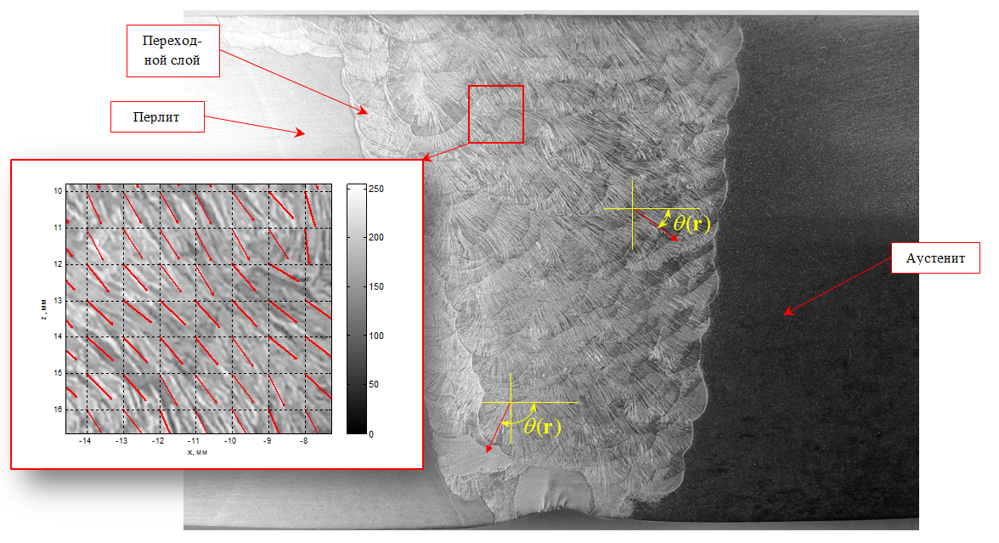 Переход-
ной слой
Перлит
Аустенит
θ(r)
θ(r)
10
11
12
13
14
15
16
z, мм
-14
-13
-12
-11
-10
-9
-8
x, мм
250
200
150
100
50
0